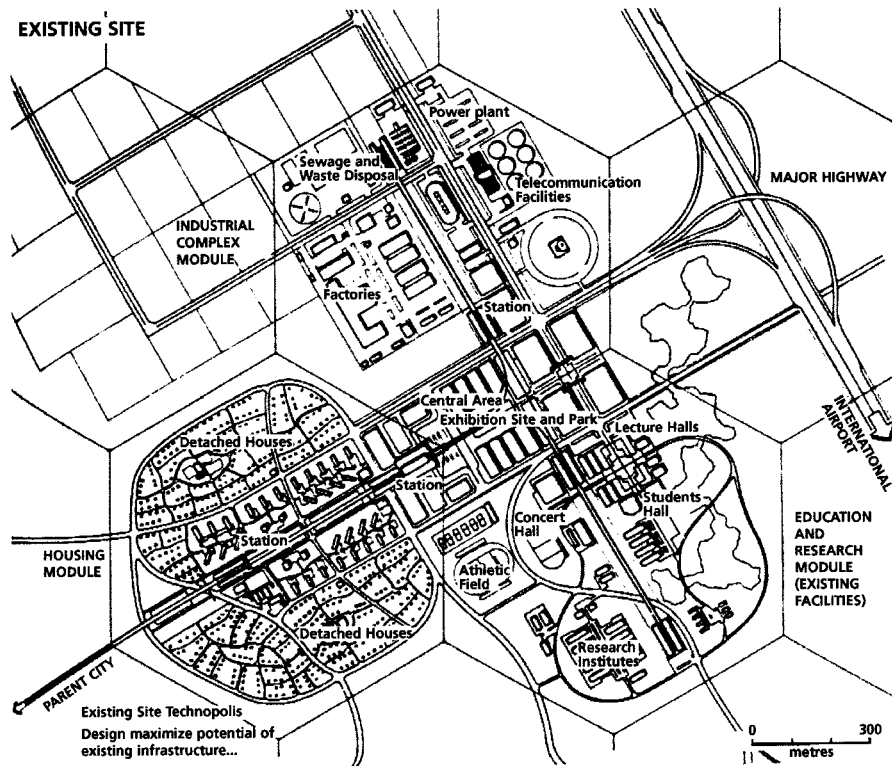 EXISTING SITE
Power plant
Sewage and
Waste Disposal
Telecommunication
Facilities
MAJOR HIGHWAY
INDUSTRIAL
COMPLEX
MODULE
Factories
Station
Central Area
Exhibition Site and Park
Detached Houses
Lecture Halls
INTERNATIONAL
AIRPORT
Station
Students
Hall
Concert
Hall
Station
EDUCATION
AND
RESEARCH
MODULE
(EXISTING
FACILITIES)
HOUSING
MODULE
Athletic
Field
Detached Houses
Research
Institutes
PARENT CITY
Existing Site Technopolis
Design maximize potential of
existing infrastructure...
0 300
metres